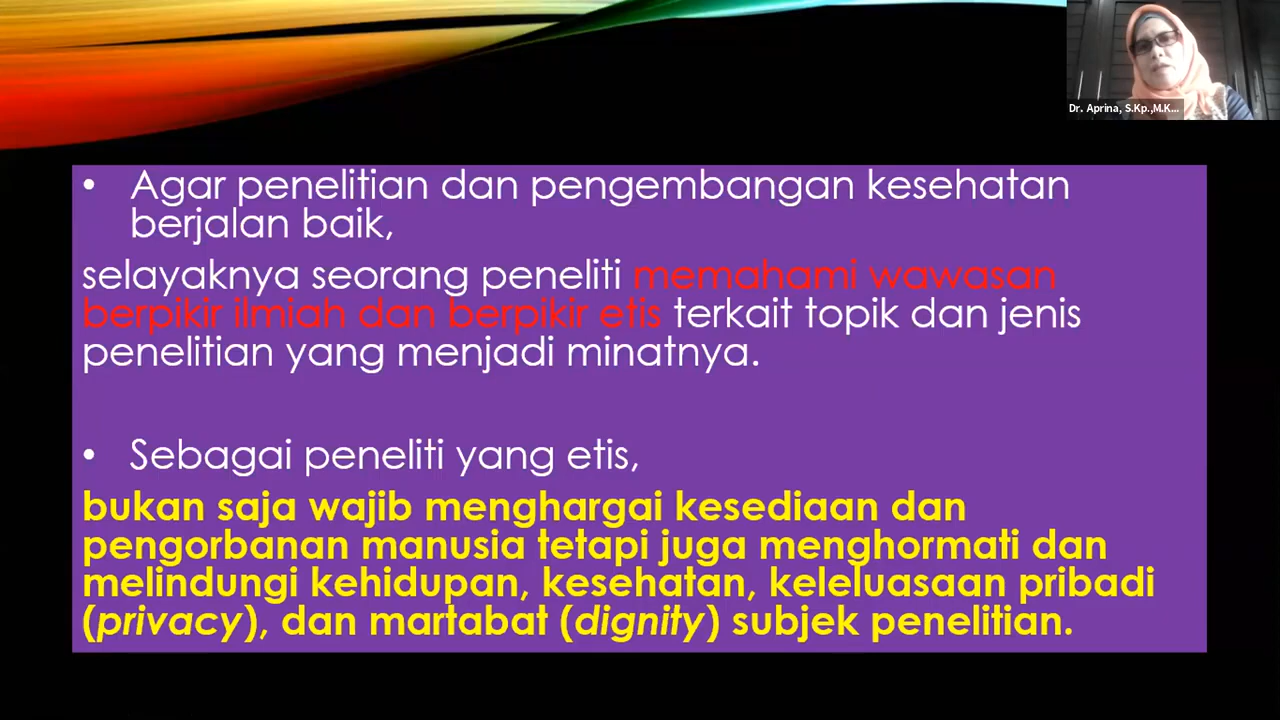 Dr. Aprina, S.Kp.,M.K...
• Agar penelitian dan pengembangan kesehatan
berjalan baik,
selayaknya seorang peneliti memahami wawasan
berpikir ilmiah dan berpikir etis terkait topik dan jenis
penelitian yang menjadi minatnya.
• Sebagai peneliti yang etis,
bukan saja wajib menghargai kesediaan dan
pengorbanan manusia tetapi juga menghormati dan
melindungi kehidupan, kesehatan, keleluasaan pribadi
(privacy), dan martabat (dignity) subjek penelitian.